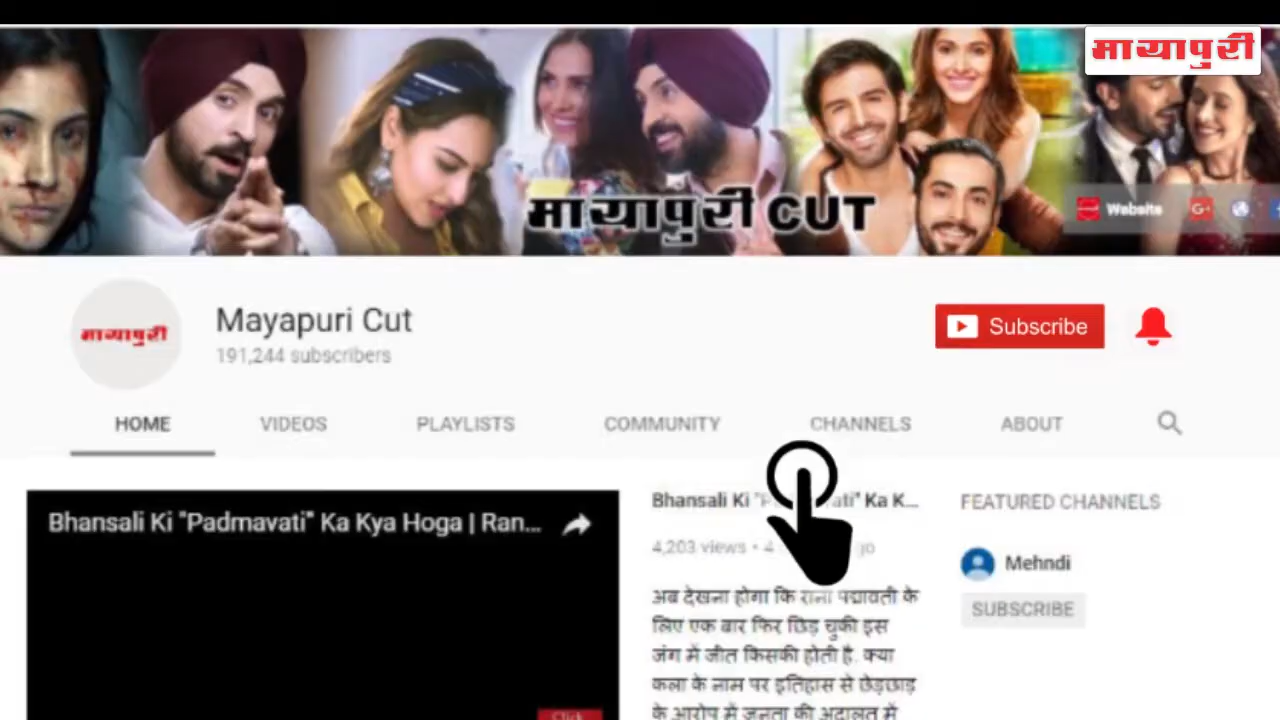 मायापुरी
मायापुरी CUT
Website
G+
मायापुरी
Mayapuri Cut
191,244 subscribers
Subscribe
HOME
VIDEOS
PLAYLISTS
COMMUNITY
CHANNELS
ABOUT
Bhansali Ki "Padmavati" Ka Kya Hoga | Ran...
Click
Bhansali Ki Ka K...
4,203 views •
अब देखना होगा कि रानी पद्मावती के
लिए एक बार फिर छिड़ चुकी इस
जंग में जीत किसकी होती है. क्या
कला के नाम पर इतिहास से छेड़छाड़
के आरोप में जनता की अदालत में
FEATURED CHANNELS
Mehndi
SUBSCRIBE